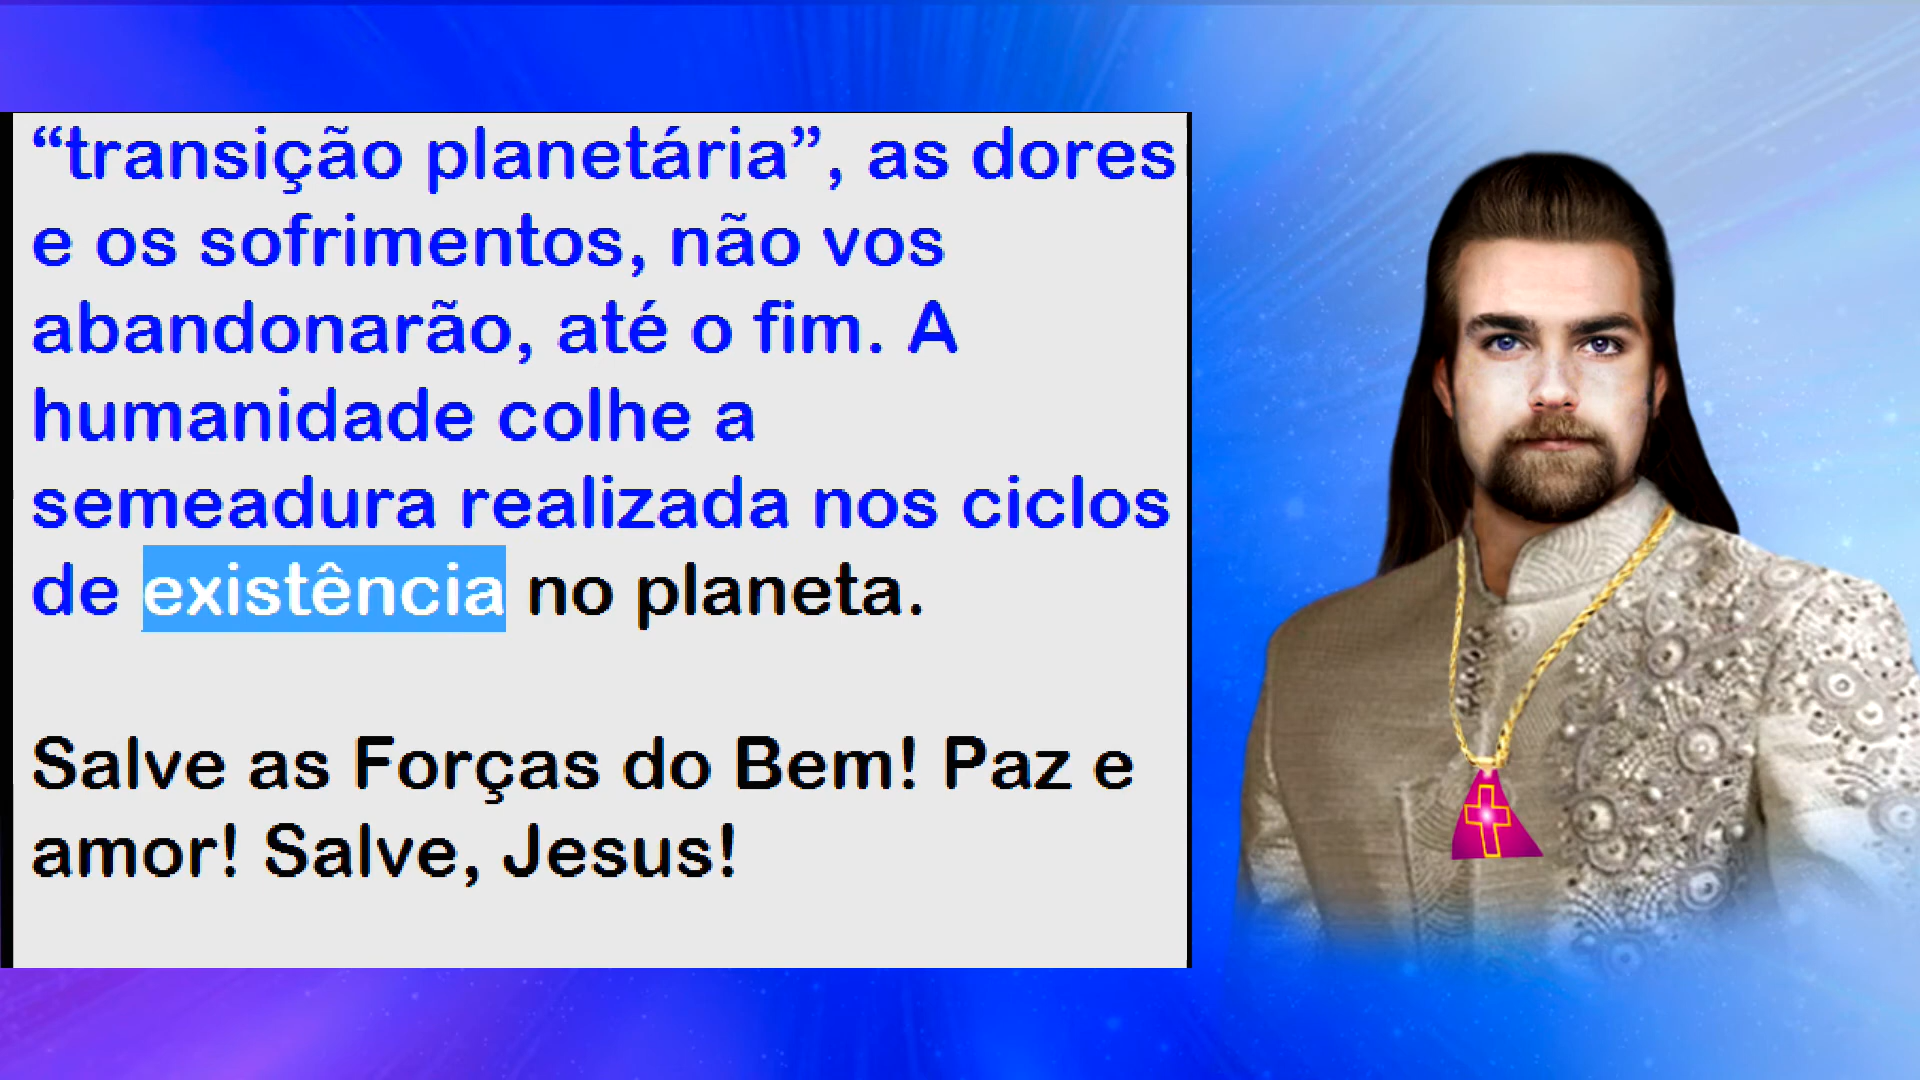 “transição planetária”, as dores
e os sofrimentos, não vos
abandonarão, até o fim. A
humanidade colhe a
semeadura realizada nos ciclos
de existência no planeta.
Salve as Forças do Bem! Paz e
amor! Salve, Jesus!